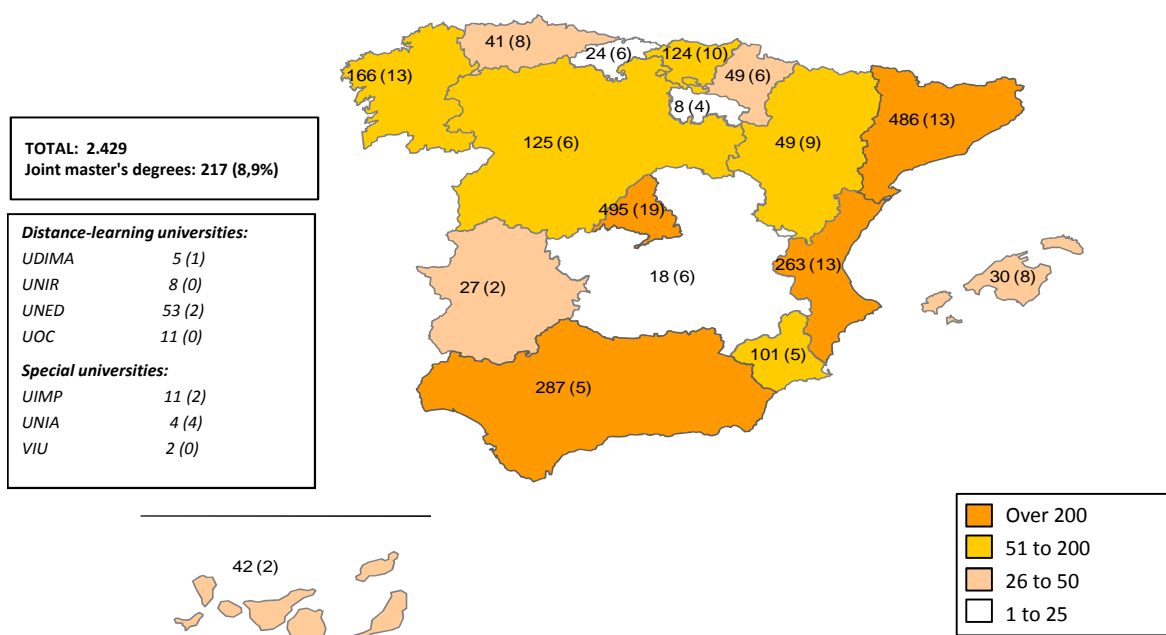 41 (8)
24 (6)
124 (10)
166 (13)
49 (6)
8 (4)
486 (13)
125 (6)
49 (9)
TOTAL: 2.429
Joint master's degrees: 217 (8,9%)
495 (19)
Distance-learning universities:
UDIMA 5 (1)
UNIR 8 (0)
UNED 53 (2)
UOC 11 (0)
Special universities:
UIMP 11 (2)
UNIA 4 (4)
VIU 2 (0)
263 (13)
30 (8)
27 (2)
18 (6)
101 (5)
287 (5)
42 (2)
Over 200
51 to 200
26 to 50
1 to 25